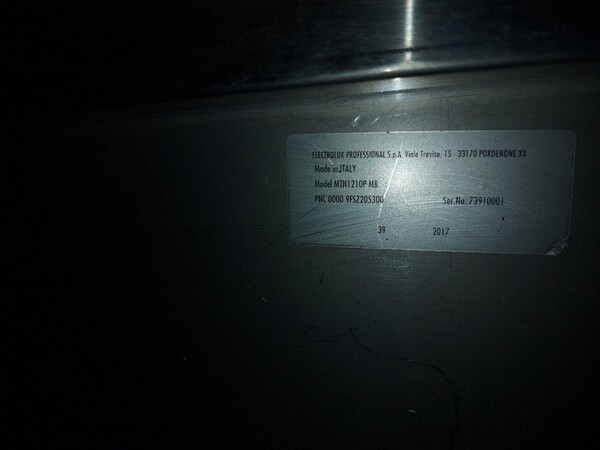 ELECTROLUX PROFESSIONAL S.p.A. Viale Treviso, 15 - 33170 PORDENONE XX
Made in ITALY
Model MTN1210P MB
PNC 0000 9FSZ205300 Ser.No. 73910001
39 2017